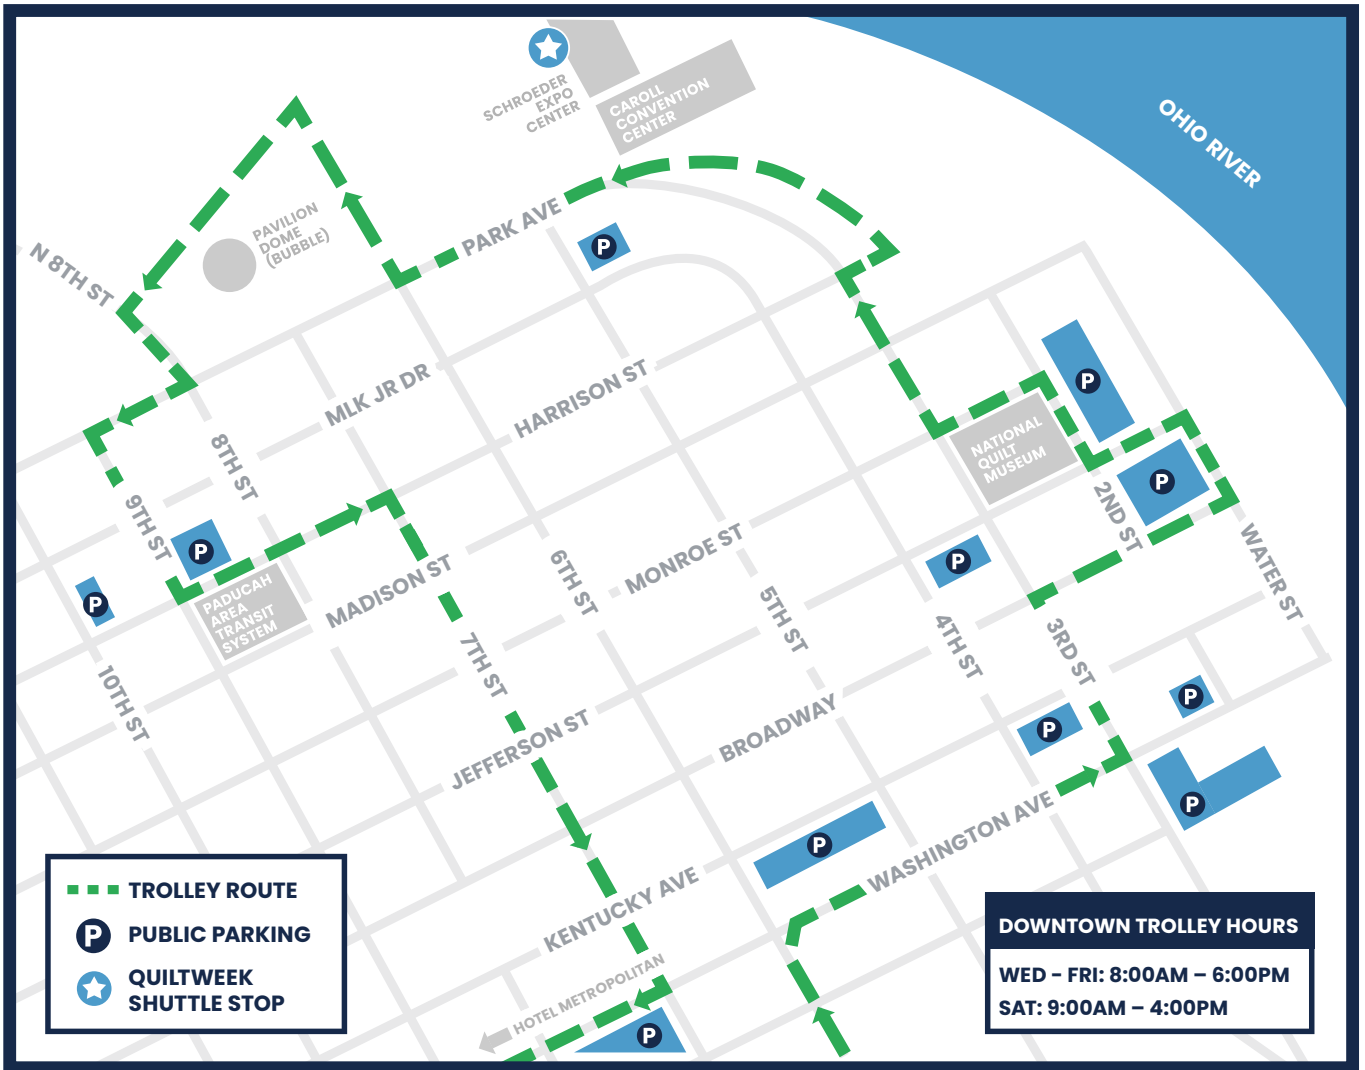 SCHROEDER
EXPO
CENTER
CAROLL
CONVENTION
CENTER
OHIO RIVER
PAVILION
DOME
(BUBBLE)
PARK AVE
P
N 8TH ST
MLK JR DR
HARRISON ST
P
8TH ST
9TH ST
NATIONAL
QUILT
MUSEUM
P
2ND ST
WATER ST
P
P
PADUCAH
AREA
TRANSIT
SYSTEM
MADISON ST
6TH ST
MONROE ST
5TH ST
P
4TH ST
3RD ST
10TH ST
7TH ST
JEFFERSON ST
BROADWAY
P
P
P
P
WASHINGTON AVE
KENTUCKY AVE
HOTEL METROPOLITAN
P
TROLLEY ROUTE
P PUBLIC PARKING
QUILTWEEK
SHUTTLE STOP
DOWNTOWN TROLLEY HOURS
WED - FRI: 8:00AM – 6:00PM
SAT: 9:00AM – 4:00PM